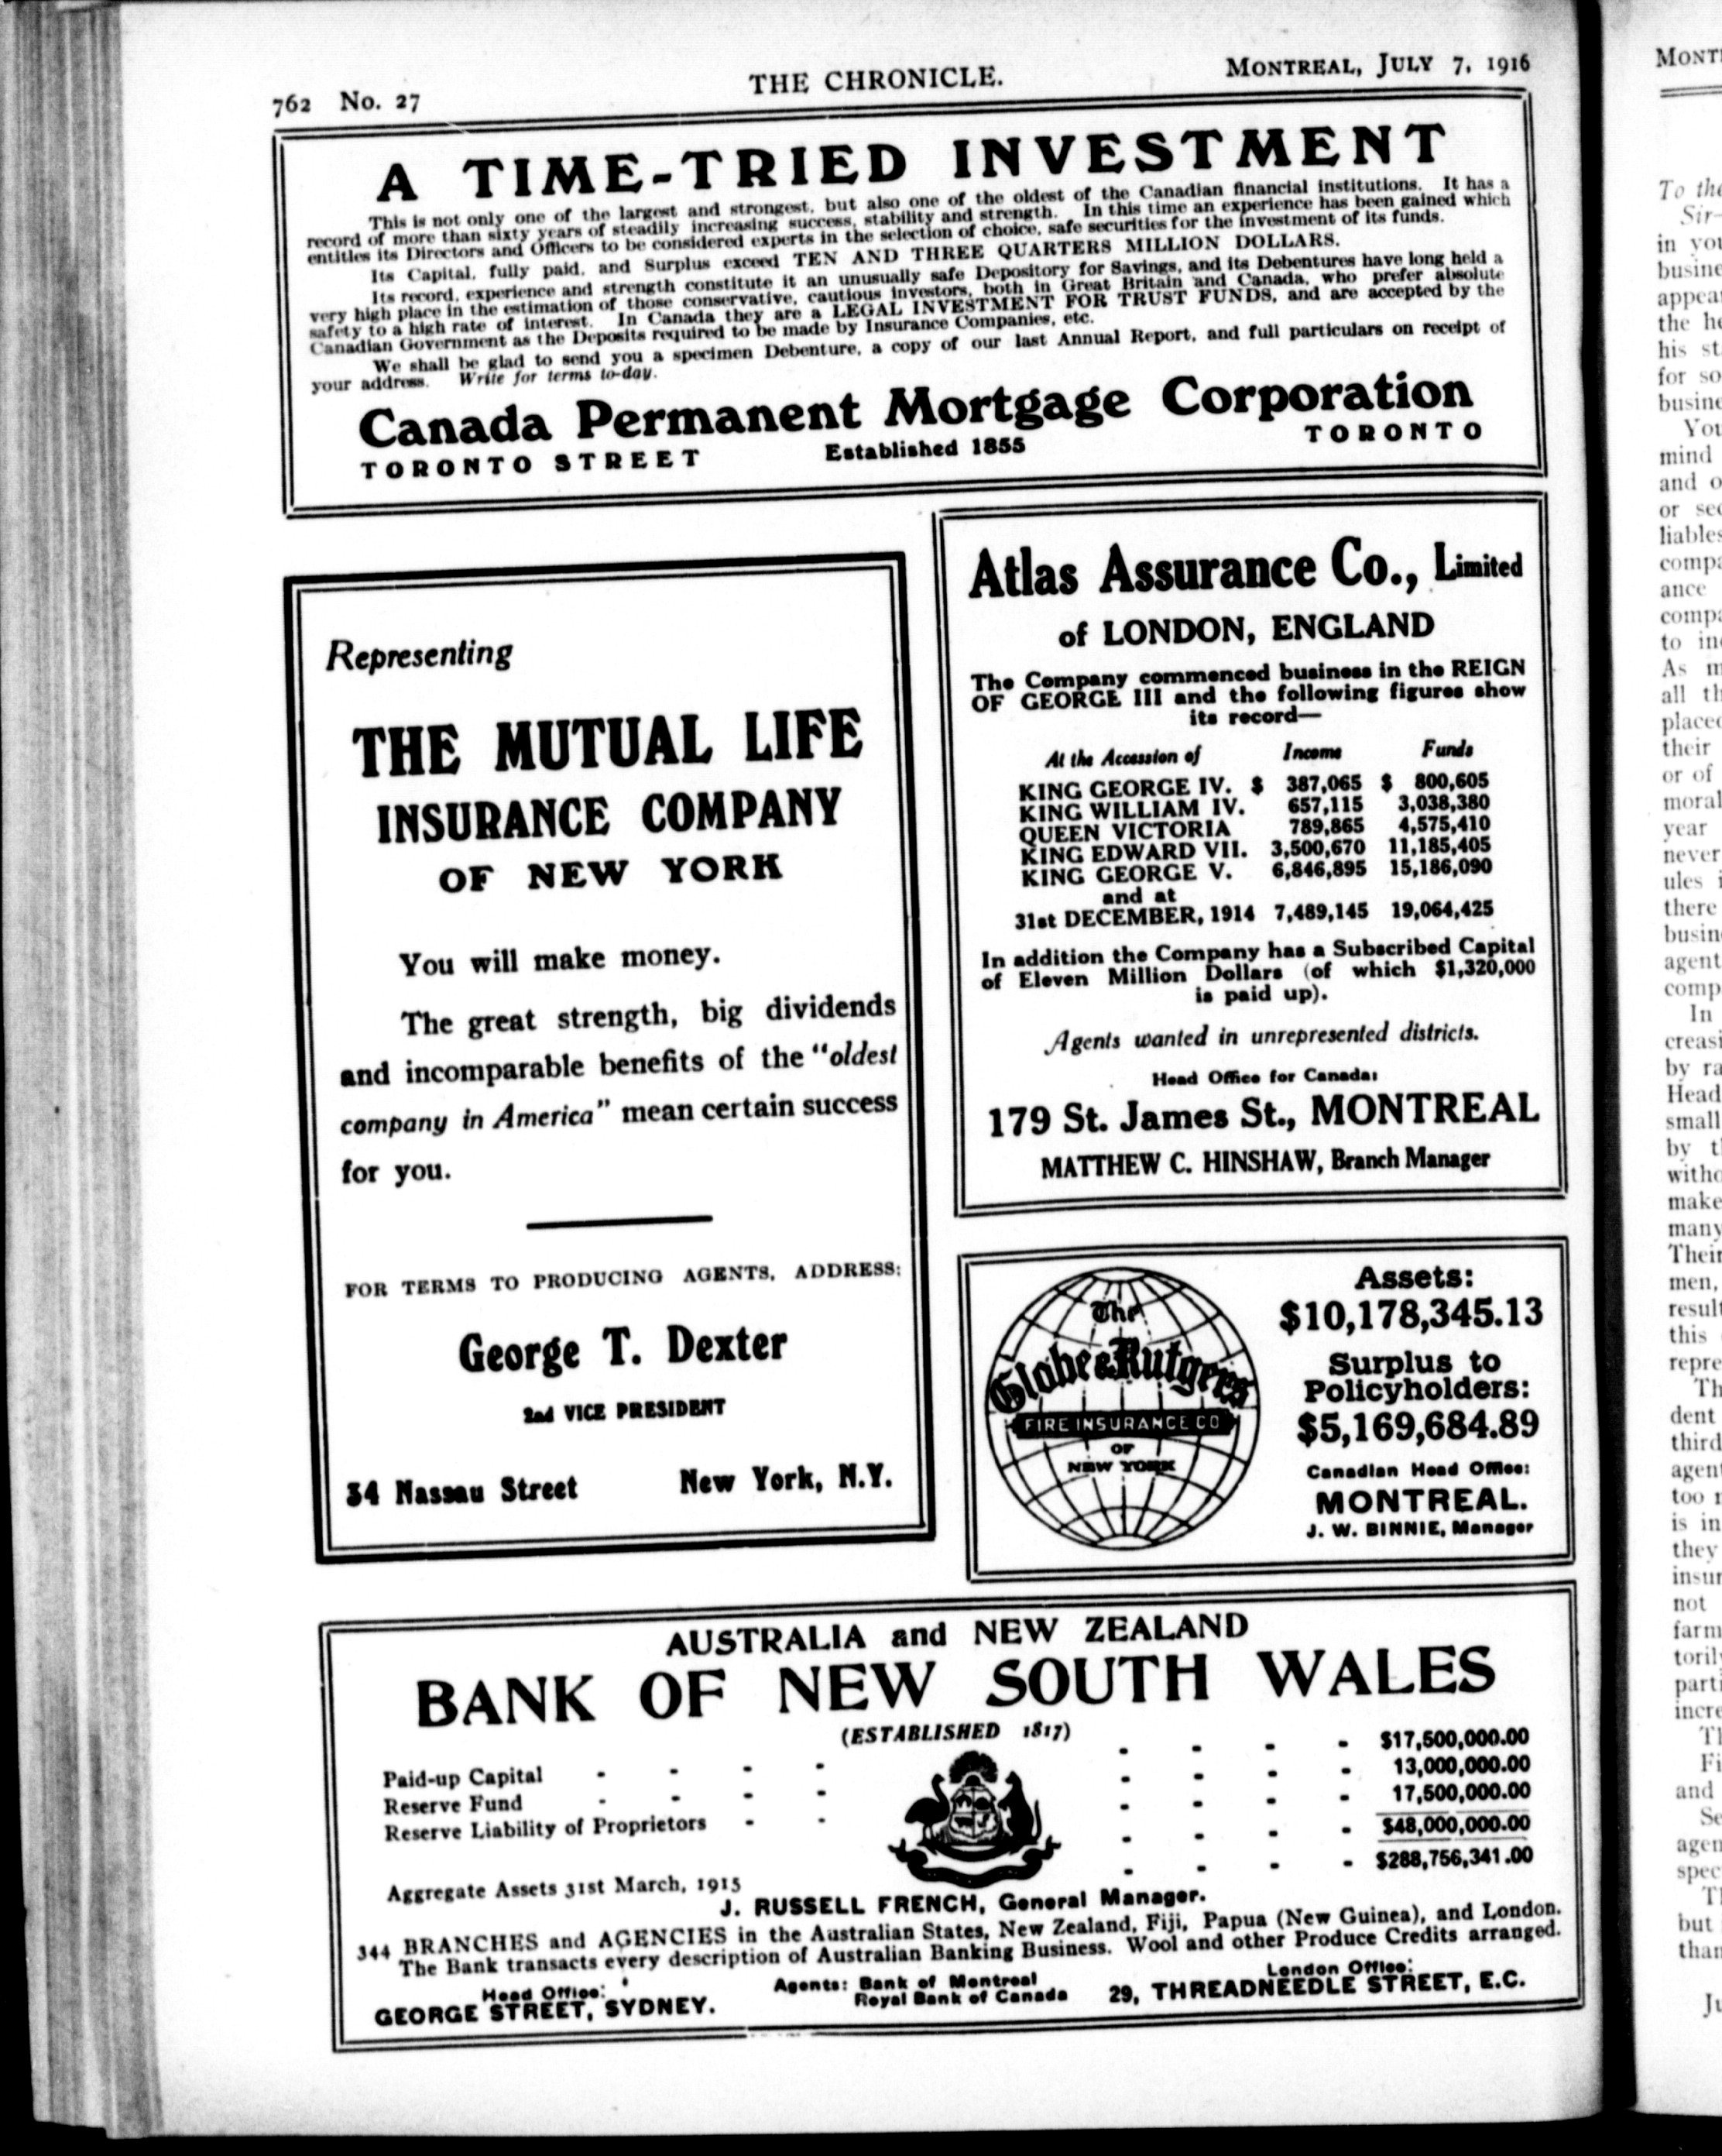 762 No. 27
THE CHRONICLE.
MONTREAL, JULY 7, 1916
A TIME-TRIED INVESTMENT
This is not only one of the largest and strongest, but also one of the oldest of the Canadian financial institutions. It has a
record of more than sixty years of steadily increasing success, stability and strength. In this time an experience has been gained which
entitles its Directors and Officers to be considered experts in the selection of choice, safe securities for the investment of its funds.
Its Capital, fully paid, and Surplus exceed TEN AND THREE QUARTERS MILLION DOLLARS.
Its record, experience and strength constitute it an unusually safe Depository for Savings, and its Debentures have long held a
very high place in the estimation of those conservative, cautious investors, both in Great Britain and Canada, who prefer absolute
safety to a high rate of interest. In Canada they are a LEGAL INVESTMENT FOR TRUST FUNDS, and are accepted by the
Canadian Government as the Deposits required to be made by Insurance Companies, etc.
We shall be glad to send you a specimen Debenture, a copy of our last Annual Report, and full particulars on receipt of
your address. Write for terms to-day.
Canada Permanent Mortgage Corporation
TORONTO STREET Established 1855 TORONTO
Representing
THE MUTUAL LIFE
INSURANCE COMPANY
OF NEW YORK
You will make money.
The great strength, big dividends
and incomparable benefits of the "oldest
company in America" mean certain success
for you.
FOR TERMS TO PRODUCING AGENTS, ADDRESS:
George T. Dexter
2nd VICE PRESIDENT
34 Nassau Street New York, N.Y.
Atlas Assurance Co., Limited
of LONDON, ENGLAND
The Company commenced business in the REIGN
OF GEORGE III and the following figures show
its record—
At the Accession of Income Funds
KING GEORGE IV. $ 387,065 $ 800,605
KING WILLIAM IV. 657,115 3,038,380
QUEEN VICTORIA 789,865 4,575,410
KING EDWARD VII. 3,500,670 11,185,405
KING GEORGE V. 6,846,895 15,186,090
and at
31st DECEMBER, 1914 7,489,145 19,064,425
In addition the Company has a Subscribed Capital
of Eleven Million Dollars (of which $1,320,000
is paid up).
Agents wanted in unrepresented districts.
Head Office for Canada:
179 St. James St., MONTREAL
MATTHEW C. HINSHAW, Branch Manager
The
Globe & Rutgers
FIRE INSURANCE CO
OF
NEW YORK
Assets:
$10,178,345.13
Surplus to
Policyholders:
$5,169,684.89
Canadian Head Office:
MONTREAL.
J. W. BINNIE, Manager
AUSTRALIA and NEW ZEALAND
BANK OF NEW SOUTH WALES
(ESTABLISHED 1817)
Paid-up Capital - - - - - - - - $17,500,000.00
Reserve Fund - - - - - - - - 13,000,000.00
Reserve Liability of Proprietors - - - - - - 17,500,000.00
- - - - $48,000,000.00
Aggregate Assets 31st March, 1915 - - - - $288,756,341.00
J. RUSSELL FRENCH, General Manager.
344 BRANCHES and AGENCIES in the Australian States, New Zealand, Fiji, Papua (New Guinea), and London.
The Bank transacts every description of Australian Banking Business. Wool and other Produce Credits arranged.
Head Office:
GEORGE STREET, SYDNEY.
Agents: Bank of Montreal
Royal Bank of Canada
London Office:
29, THREADNEEDLE STREET, E.C.